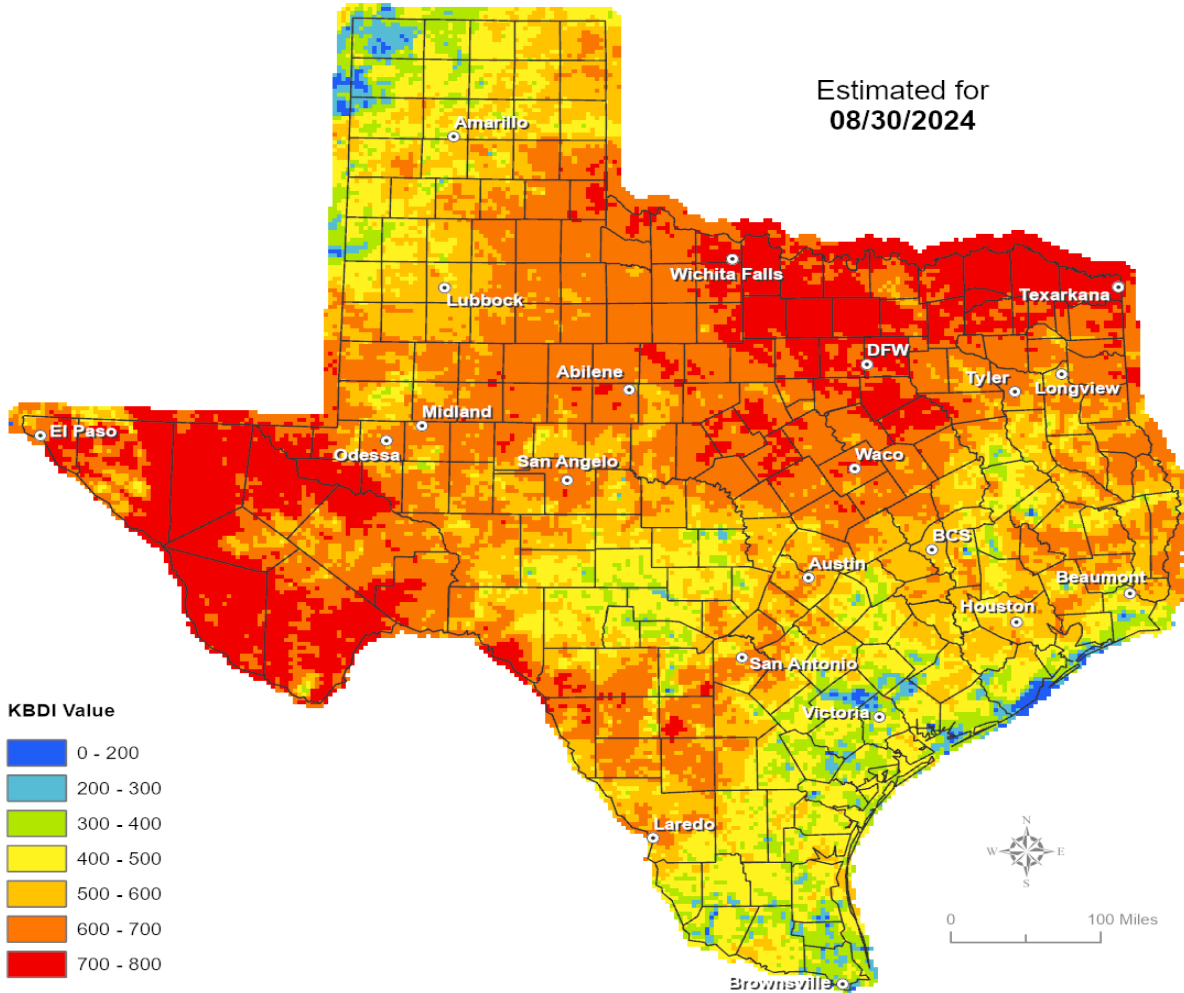 Estimated for
08/30/2024
Amarillo
Wichita Falls
Lubbock
Texarkana
DFW
Abilene
Tyler
Longview
Midland
El Paso
Odessa
San Angelo
Waco
BCS
Austin
Beaumont
Houston
San Antonio
Victoria
Laredo
Brownsville
KBDI Value
0 - 200
200 - 300
300 - 400
400 - 500
500 - 600
600 - 700
700 - 800
N
W E
S
0 100 Miles